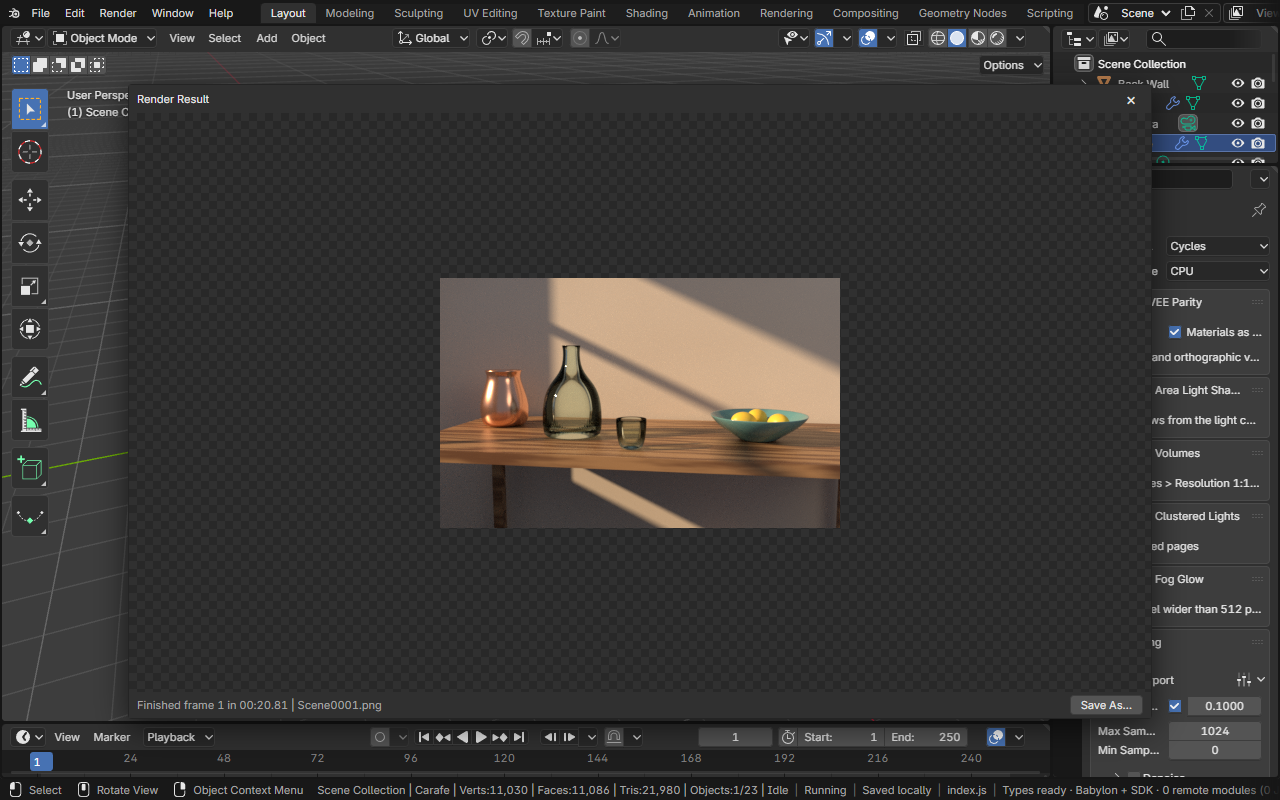 File Edit Render Window Help Layout Modeling Sculpting UV Editing Texture Paint Shading Animation Rendering Compositing Geometry Nodes Scripting Scene
Object Mode View Select Add Object Global
Options
Scene Collection
User Perspe
(1) Scene C
Render Result
Back Wall
Cycles
CPU
VEE Parity
Materials as ...
and orthographic v...
Area Light Sha...
ws from the light c...
Volumes
es > Resolution 1:1...
Clustered Lights
ed pages
Fog Glow
el wider than 512 p...
ng
port
0.1000
Max Sam... 1024
Min Samp... 0
Finished frame 1 in 00:20.81 | Scene0001.png
Save As...
View Marker Playback 1 Start: 1 End: 250
1 24 48 72 96 120 144 168 192 216 240
Select Rotate View Object Context Menu Scene Collection | Carafe | Verts:11,030 | Faces:11,086 | Tris:21,980 | Objects:1/23 | Idle | Running | Saved locally | index.js | Types ready · Babylon + SDK · 0 remote modules (0